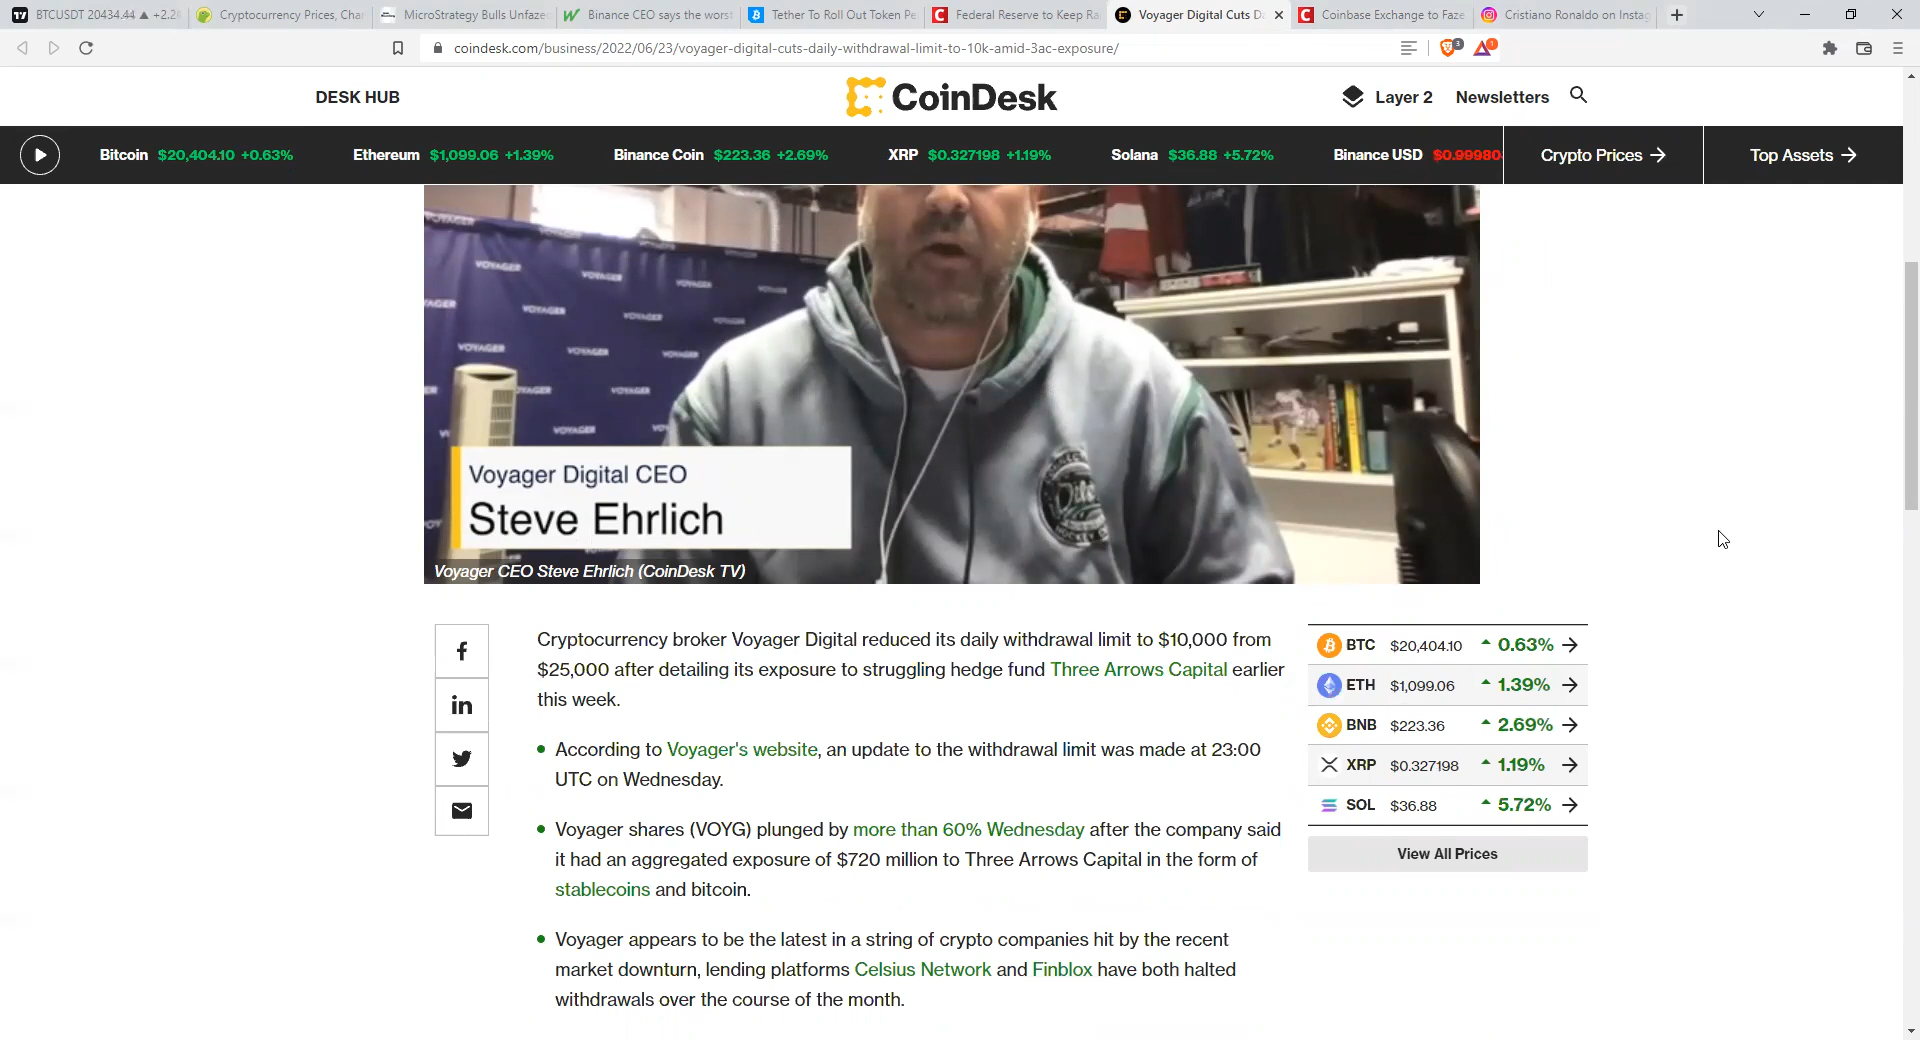 BTCUSDT 20434.44 ▲ +2.2
Cryptocurrency Prices, Char
MicroStrategy Bulls Unfaze
Binance CEO says the worst
Tether To Roll Out Token Pe
Federal Reserve to Keep Ra
Voyager Digital Cuts D
Coinbase Exchange to Faze
Cristiano Ronaldo on Instag
coindesk.com/business/2022/06/23/voyager-digital-cuts-daily-withdrawal-limit-to-10k-amid-3ac-exposure/
3
1
DESK HUB
CoinDesk
Layer 2
Newsletters
Bitcoin $20,404.10 +0.63%
Ethereum $1,099.06 +1.39%
Binance Coin $223.36 +2.69%
XRP $0.327198 +1.19%
Solana $36.88 +5.72%
Binance USD $0.99980
Crypto Prices →
Top Assets →
VOYAGER
VOYAGER
VOYAGER
VOYAGER
VOYAGER
VOYAGER
VOYAGER
VOYAGER
VOYAGER
VOYAGER
Voyager Digital CEO
Steve Ehrlich
Voyager CEO Steve Ehrlich (CoinDesk TV)
Cryptocurrency broker Voyager Digital reduced its daily withdrawal limit to $10,000 from
$25,000 after detailing its exposure to struggling hedge fund Three Arrows Capital earlier
this week.
• According to Voyager's website, an update to the withdrawal limit was made at 23:00
UTC on Wednesday.
• Voyager shares (VOYG) plunged by more than 60% Wednesday after the company said
it had an aggregated exposure of $720 million to Three Arrows Capital in the form of
stablecoins and bitcoin.
• Voyager appears to be the latest in a string of crypto companies hit by the recent
market downturn, lending platforms Celsius Network and Finblox have both halted
withdrawals over the course of the month.
BTC $20,404.10 0.63% →
ETH $1,099.06 1.39% →
BNB $223.36 2.69% →
XRP $0.327198 1.19% →
SOL $36.88 5.72% →
View All Prices